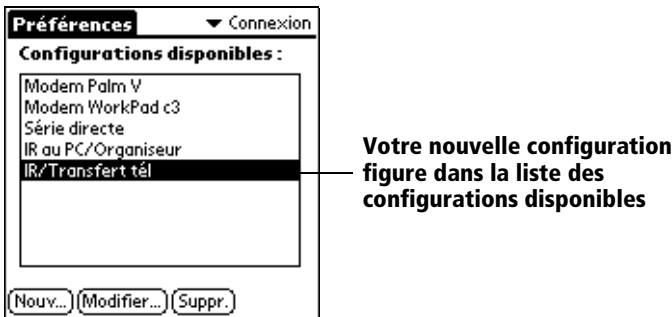 Préférences
Connexion
Configurations disponibles :
Modem Palm V
Modem WorkPad c3
Série directe
IR au PC/Organiseur
IR/Transfert tél
Votre nouvelle configuration
figure dans la liste des
configurations disponibles
Nouv... Modifier... Suppr.